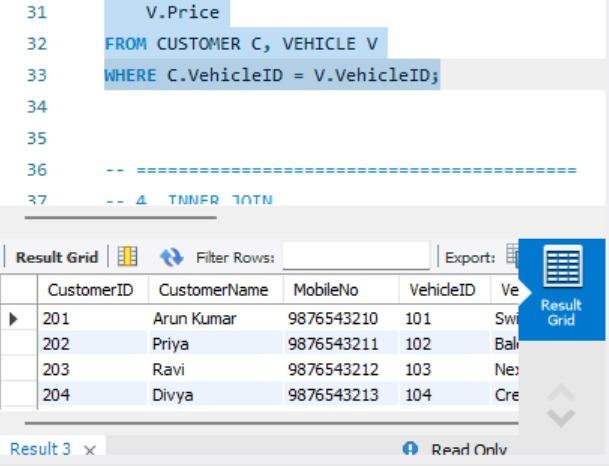 31 V.Price
32 FROM CUSTOMER C, VEHICLE V
33 WHERE C.VehicleID = V.VehicleID;
34
35
36 -- ==========================================
37 -- 4. INNER JOIN
Result Grid Filter Rows: Export:
CustomerID CustomerName MobileNo VehicleID Ve
201 Arun Kumar 9876543210 101 Swi
202 Priya 9876543211 102 Bal
203 Ravi 9876543212 103 Nex
204 Divya 9876543213 104 Cre
Result
Grid
Result 3 × Read Only